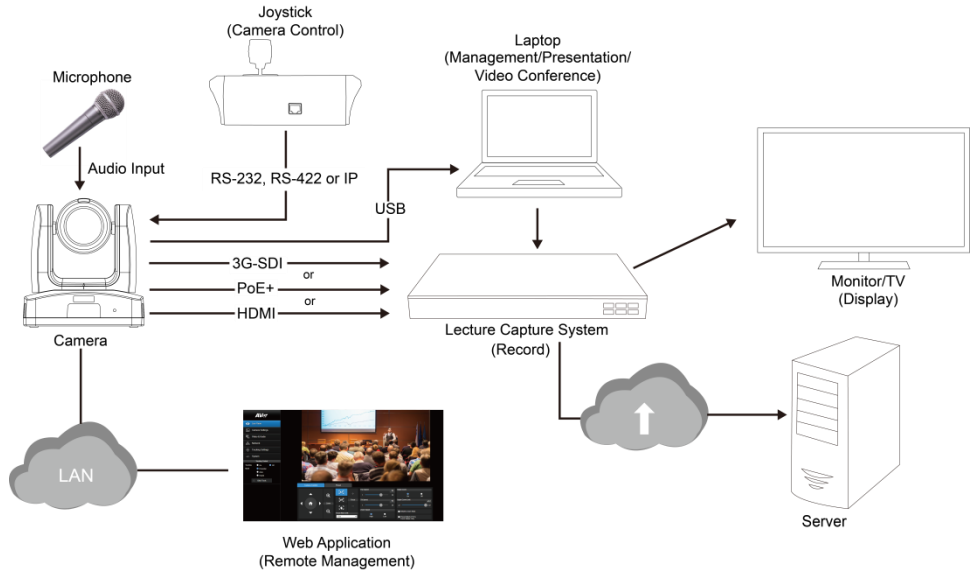 Joystick
(Camera Control)
Laptop
(Management/Presentation/
Video Conference)
Microphone
Audio Input
RS-232, RS-422 or IP
USB
3G-SDI
or
PoE+
or
HDMI
Camera
Lecture Capture System
(Record)
Monitor/TV
(Display)
LAN
AVer
Web Application
(Remote Management)
Server